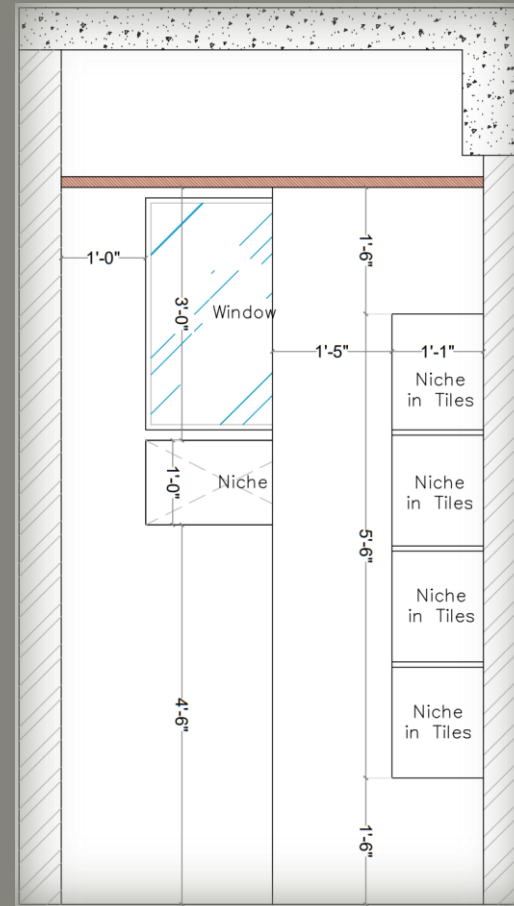 1'-6"
1'-0"
3'-0"
Window
1'-5"
1'-1"
Niche
in Tiles
1'-0"
Niche
Niche
in Tiles
5'-6"
Niche
in Tiles
4'-6"
Niche
in Tiles
1'-6"